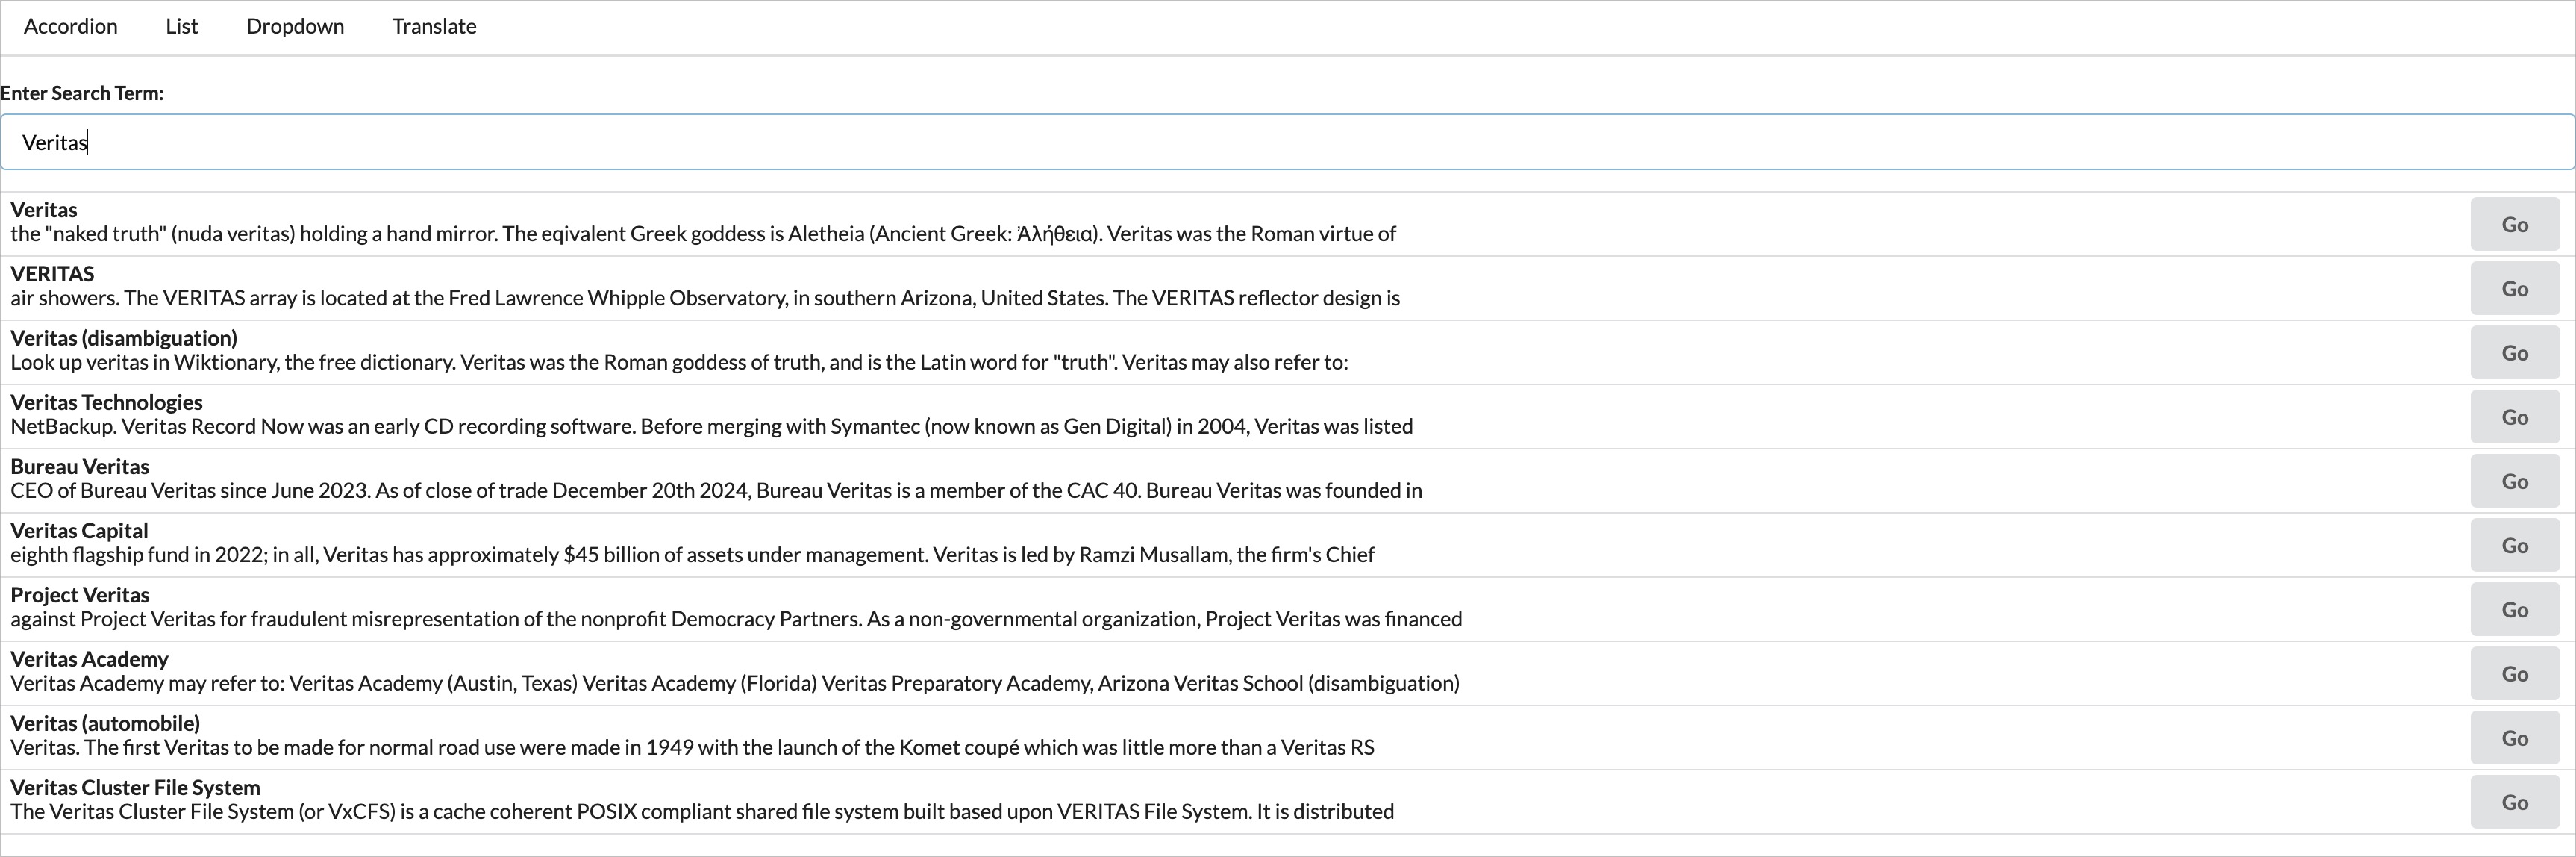 Accordion List Dropdown Translate
Enter Search Term:
Veritas
Veritas
the "naked truth" (nuda veritas) holding a hand mirror. The eqivalent Greek goddess is Aletheia (Ancient Greek: Ἀλήθεια). Veritas was the Roman virtue of
Go
VERITAS
air showers. The VERITAS array is located at the Fred Lawrence Whipple Observatory, in southern Arizona, United States. The VERITAS reflector design is
Go
Veritas (disambiguation)
Look up veritas in Wiktionary, the free dictionary. Veritas was the Roman goddess of truth, and is the Latin word for "truth". Veritas may also refer to:
Go
Veritas Technologies
NetBackup. Veritas Record Now was an early CD recording software. Before merging with Symantec (now known as Gen Digital) in 2004, Veritas was listed
Go
Bureau Veritas
CEO of Bureau Veritas since June 2023. As of close of trade December 20th 2024, Bureau Veritas is a member of the CAC 40. Bureau Veritas was founded in
Go
Veritas Capital
eighth flagship fund in 2022; in all, Veritas has approximately $45 billion of assets under management. Veritas is led by Ramzi Musallam, the firm's Chief
Go
Project Veritas
against Project Veritas for fraudulent misrepresentation of the nonprofit Democracy Partners. As a non-governmental organization, Project Veritas was financed
Go
Veritas Academy
Veritas Academy may refer to: Veritas Academy (Austin, Texas) Veritas Academy (Florida) Veritas Preparatory Academy, Arizona Veritas School (disambiguation)
Go
Veritas (automobile)
Veritas. The first Veritas to be made for normal road use were made in 1949 with the launch of the Komet coupé which was little more than a Veritas RS
Go
Veritas Cluster File System
The Veritas Cluster File System (or VxCFS) is a cache coherent POSIX compliant shared file system built based upon VERITAS File System. It is distributed
Go